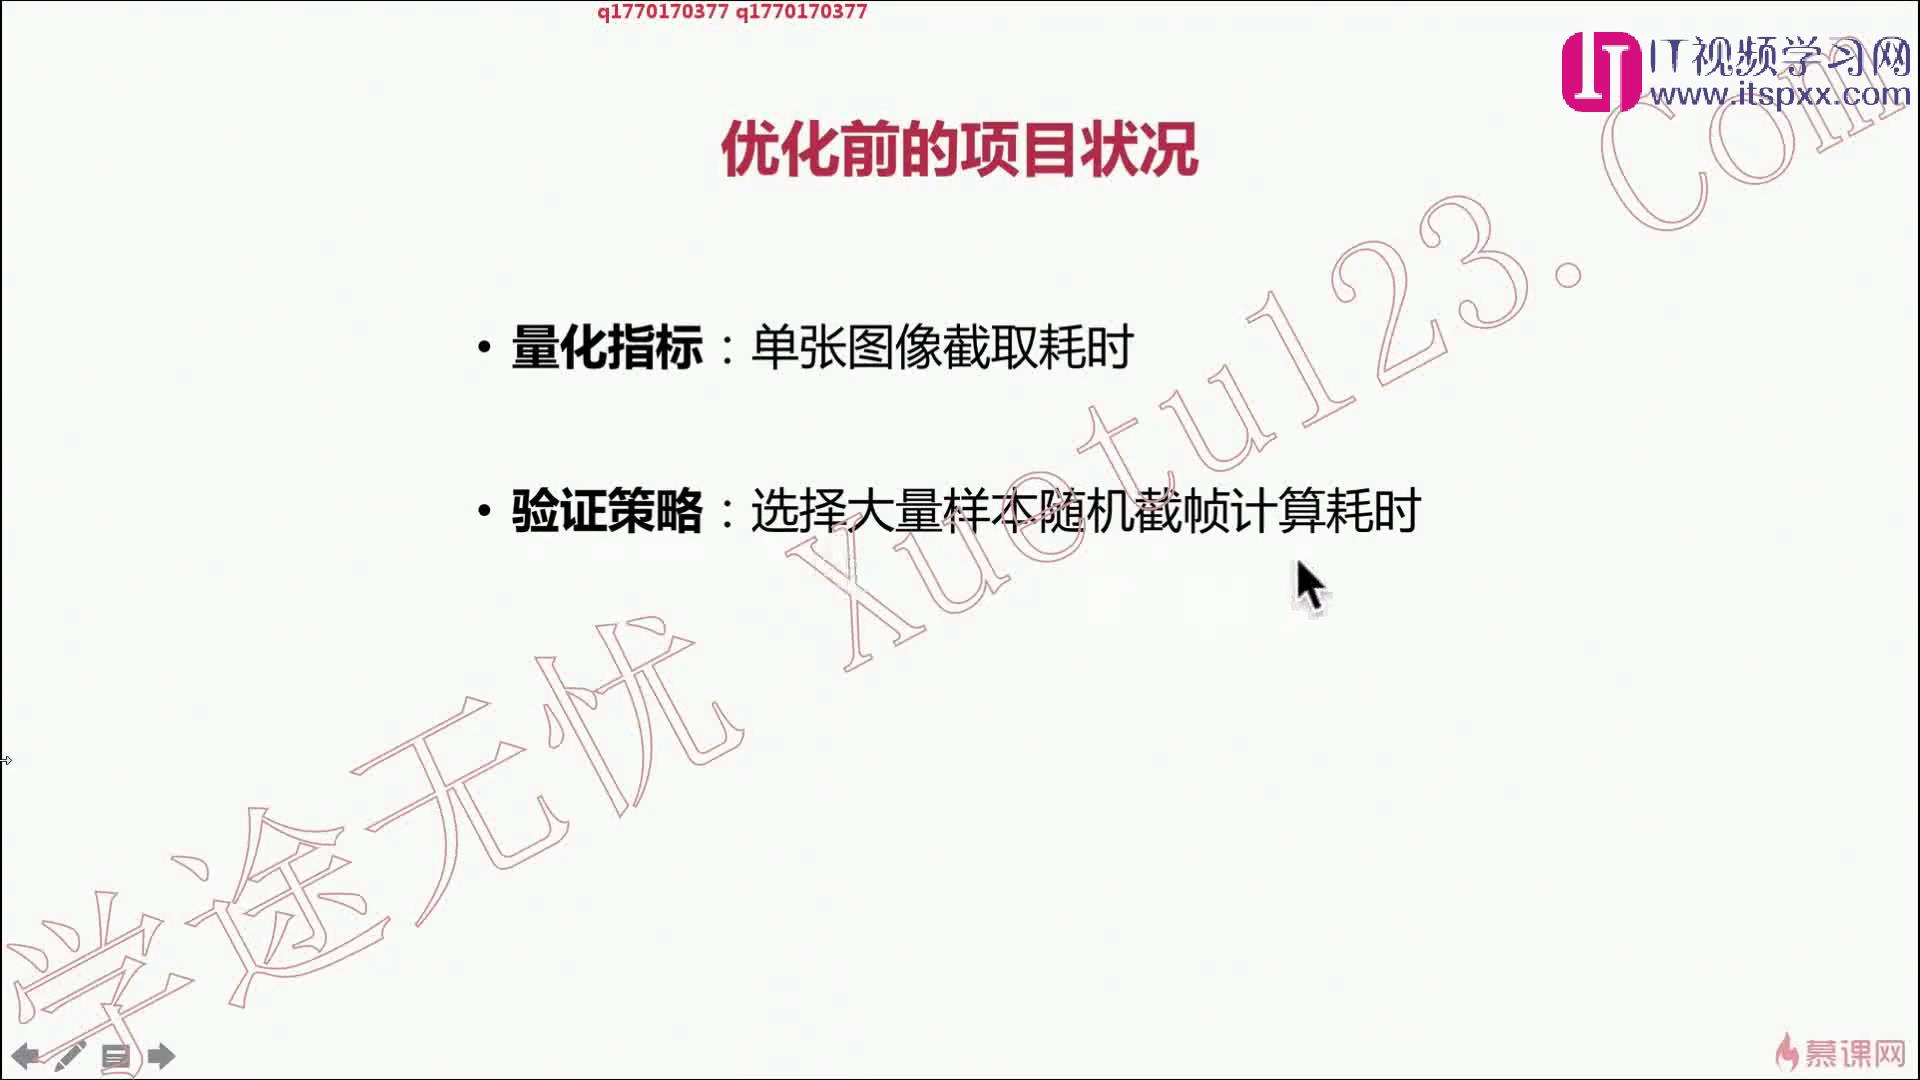 q1770170377 q1770170377
IT视频学习网
www.itspxx.com
优化前的项目状况
• 量化指标：单张图像截取耗时
• 验证策略：选择大量样本随机截帧计算耗时
学途无忧 Xuetu123.Com
慕课网